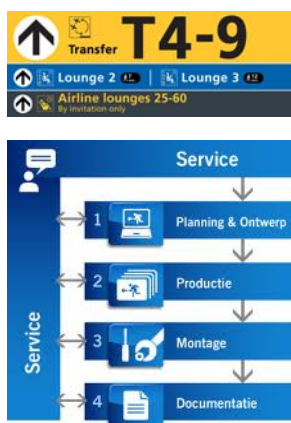 Transfer T4-9
Lounge 2
Lounge 3
Airline lounges 25-60
By invitation only
Service
1 Planning & Ontwerp
2 Productie
3 Montage
4 Documentatie
Service